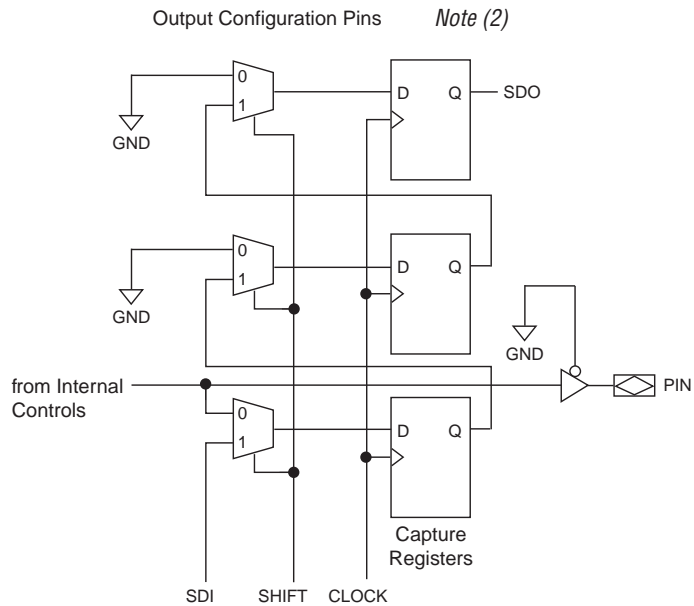 Output Configuration Pins Note (2)
0
1
GND
D Q
SDO
0
1
GND
D Q
GND
from Internal
Controls
PIN
0
1
D Q
Capture
Registers
SDI SHIFT CLOCK